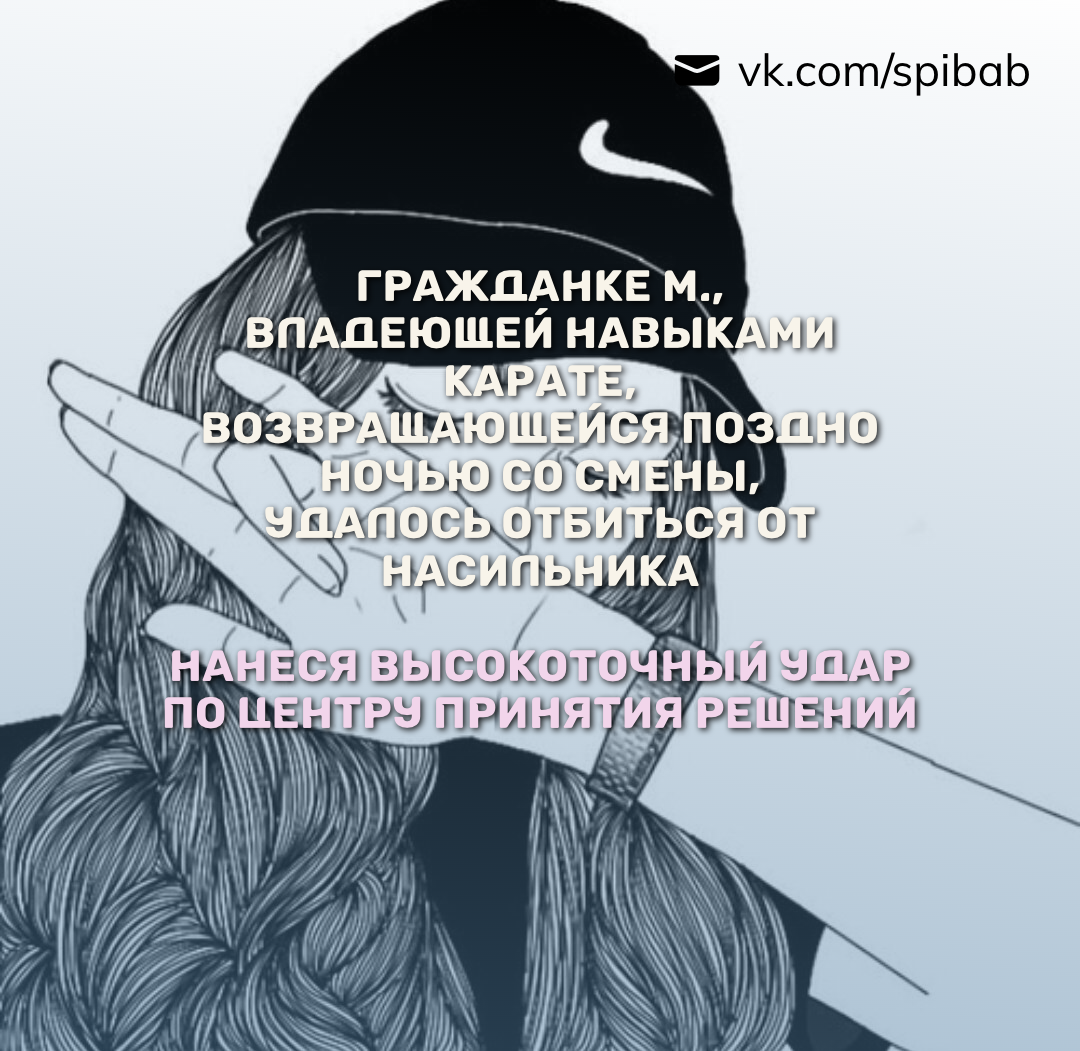 vk.com/spibab
ГРАЖДАНКЕ М.,
ВЛАДЕЮЩЕЙ НАВЫКАМИ
КАРАТЕ,
ВОЗВРАЩАЮЩЕЙСЯ ПОЗДНО
НОЧЬЮ СО СМЕНЫ,
УДАЛОСЬ ОТБИТЬСЯ ОТ
НАСИЛЬНИКА
НАНЕСЯ ВЫСОКОТОЧНЫЙ УДАР
ПО ЦЕНТРУ ПРИНЯТИЯ РЕШЕНИЙ